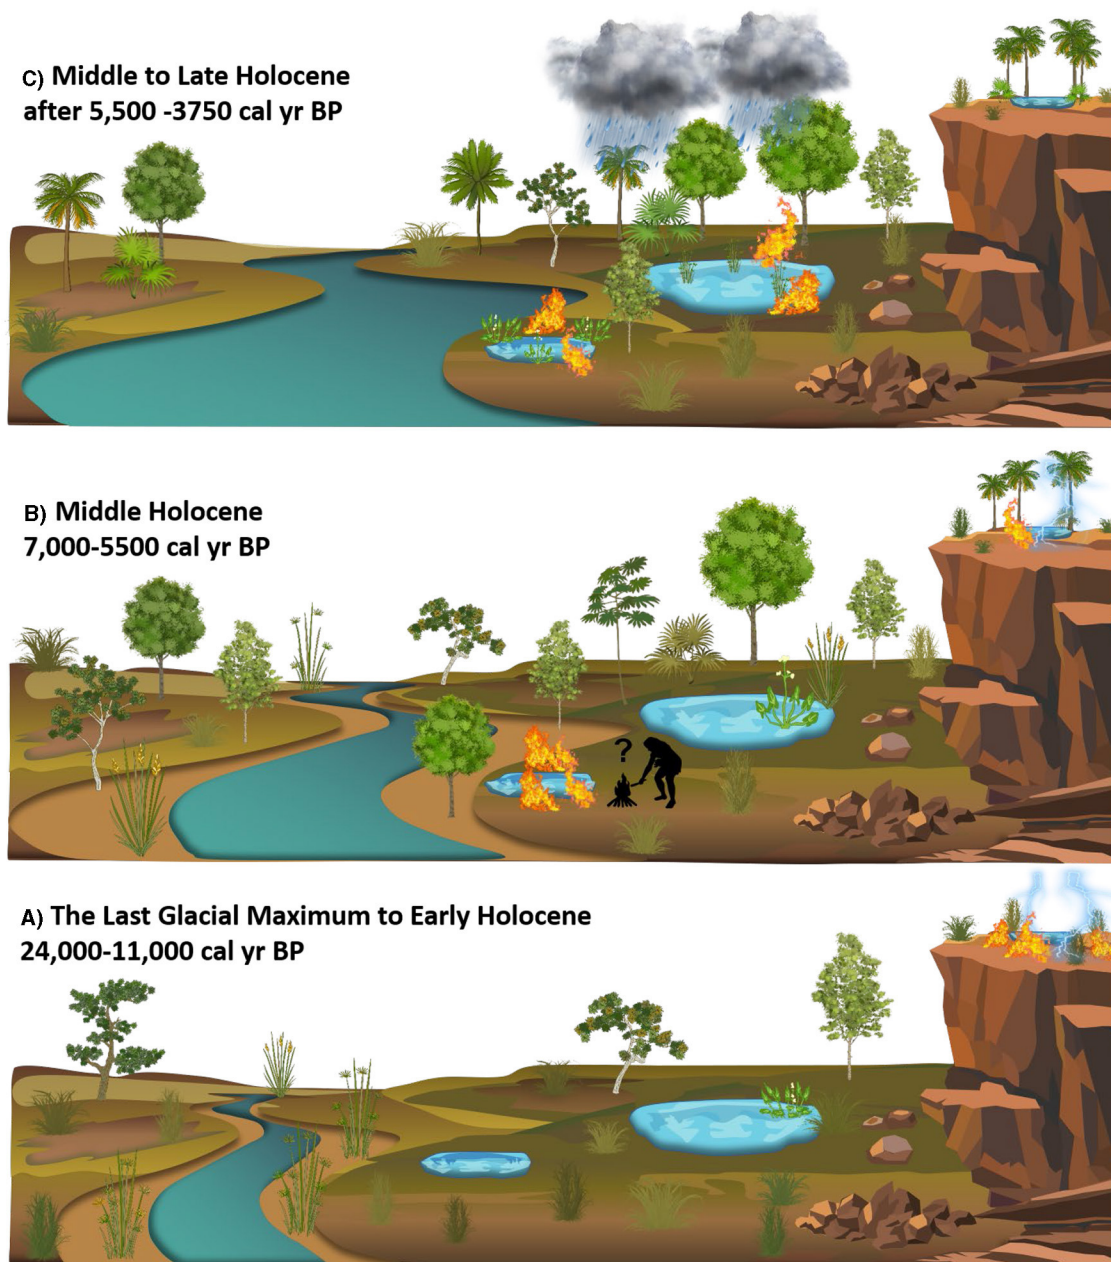 C) Middle to Late Holocene
after 5,500 -3750 cal yr BP
B) Middle Holocene
7,000-5500 cal yr BP
?
A) The Last Glacial Maximum to Early Holocene
24,000-11,000 cal yr BP